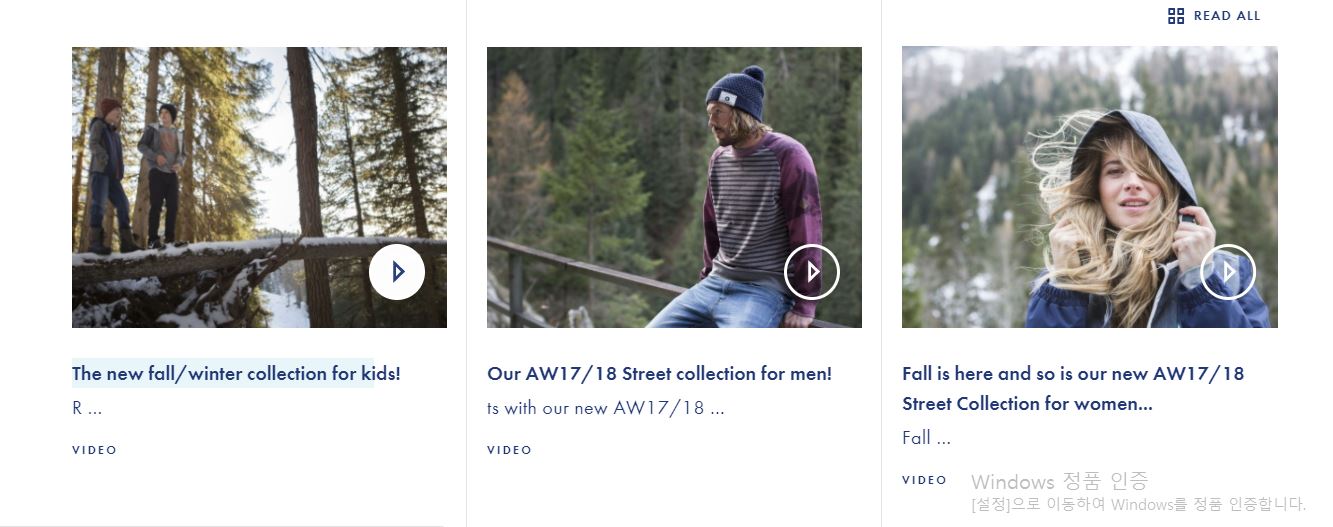 READ ALL
The new fall/winter collection for kids!
R ...
VIDEO
Our AW17/18 Street collection for men!
ts with our new AW17/18 ...
VIDEO
Fall is here and so is our new AW17/18
Street Collection for women...
Fall ...
VIDEO
Windows 정품 인증
[설정]으로 이동하여 Windows를 정품 인증합니다.